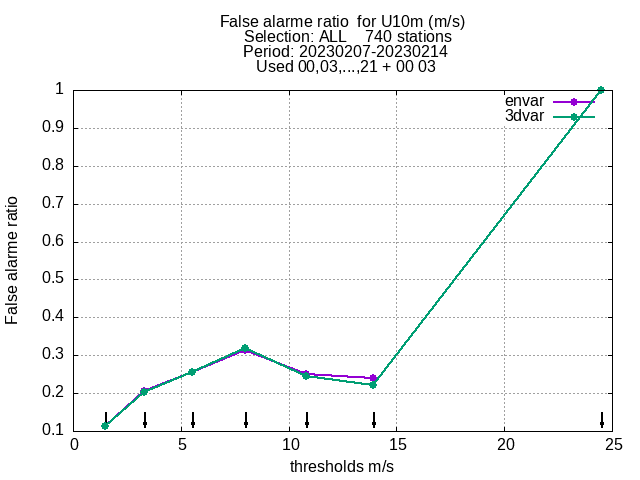 False alarme ratio  for U10m (m/s)
Selection: ALL    740 stations
Period: 20230207-20230214
Used 00,03,...,21 + 00 03
envar
3dvar
False alarme ratio
1
0.9
0.8
0.7
0.6
0.5
0.4
0.3
0.2
0.1
0 5 10 15 20 25
thresholds m/s